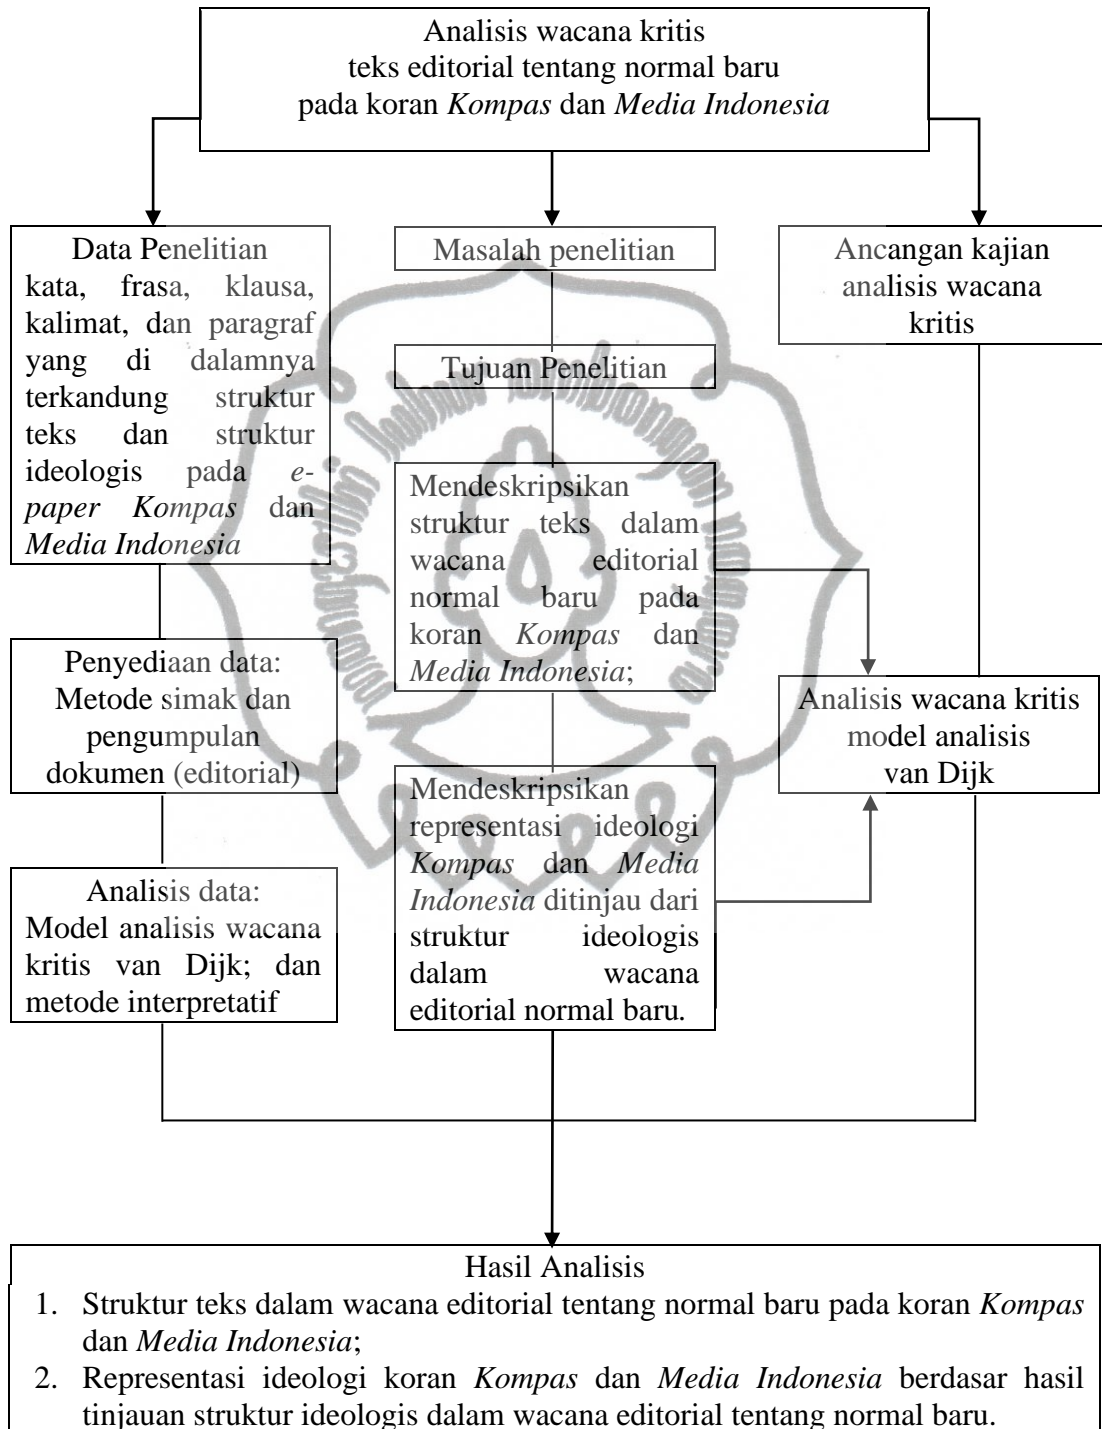 Analisis wacana kritis
teks editorial tentang normal baru
pada koran Kompas dan Media Indonesia
Data Penelitian
kata, frasa, klausa,
kalimat, dan paragraf
yang di dalamnya
terkandung struktur
teks dan struktur
ideologis pada e-
paper Kompas dan
Media Indonesia
Penyediaan data:
Metode simak dan
pengumpulan
dokumen (editorial)
Analisis data:
Model analisis wacana
kritis van Dijk; dan
metode interpretatif
Masalah penelitian
Tujuan Penelitian
Mendeskripsikan
struktur teks dalam
wacana editorial
normal baru pada
koran Kompas dan
Media Indonesia;
Mendeskripsikan
representasi ideologi
Kompas dan Media
Indonesia ditinjau dari
struktur ideologis
dalam wacana
editorial normal baru.
Ancangan kajian
analisis wacana
kritis
Analisis wacana kritis
model analisis
van Dijk
Hasil Analisis
1. Struktur teks dalam wacana editorial tentang normal baru pada koran Kompas
dan Media Indonesia;
2. Representasi ideologi koran Kompas dan Media Indonesia berdasar hasil
tinjauan struktur ideologis dalam wacana editorial tentang normal baru.